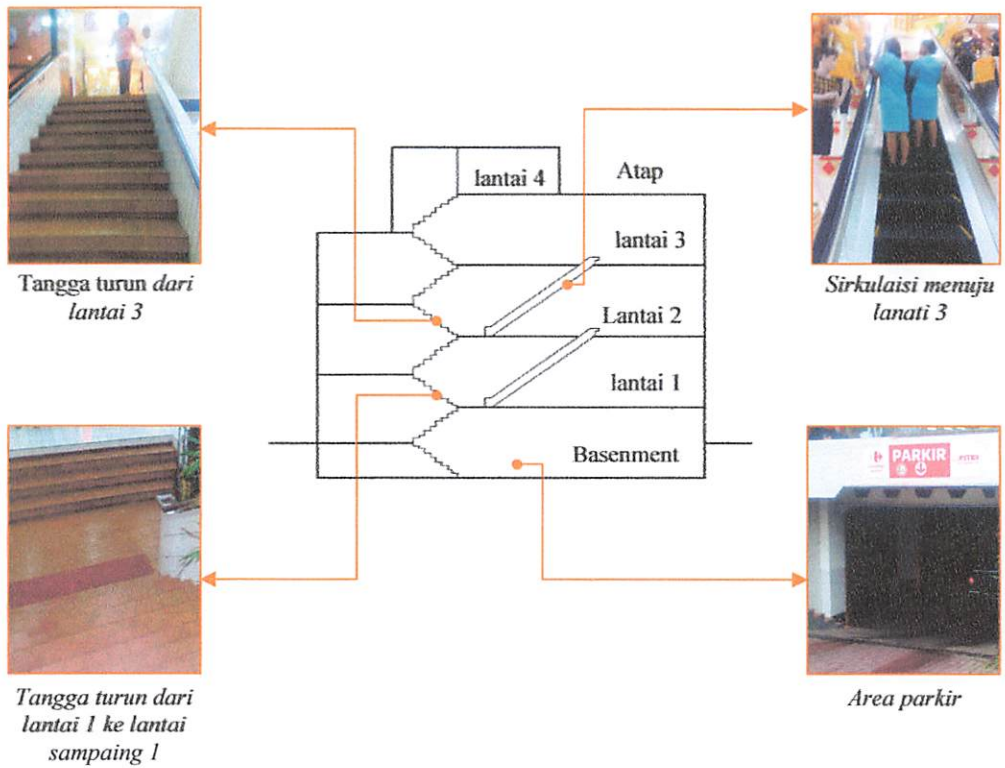 lantai 4
Atap
lantai 3
Lantai 2
lantai 1
Basenment
Tangga turun dari
lantai 3
Sirkulaisi menuju
lanati 3
PARKIR
Tangga turun dari
lantai 1 ke lantai
sampaing 1
Area parkir